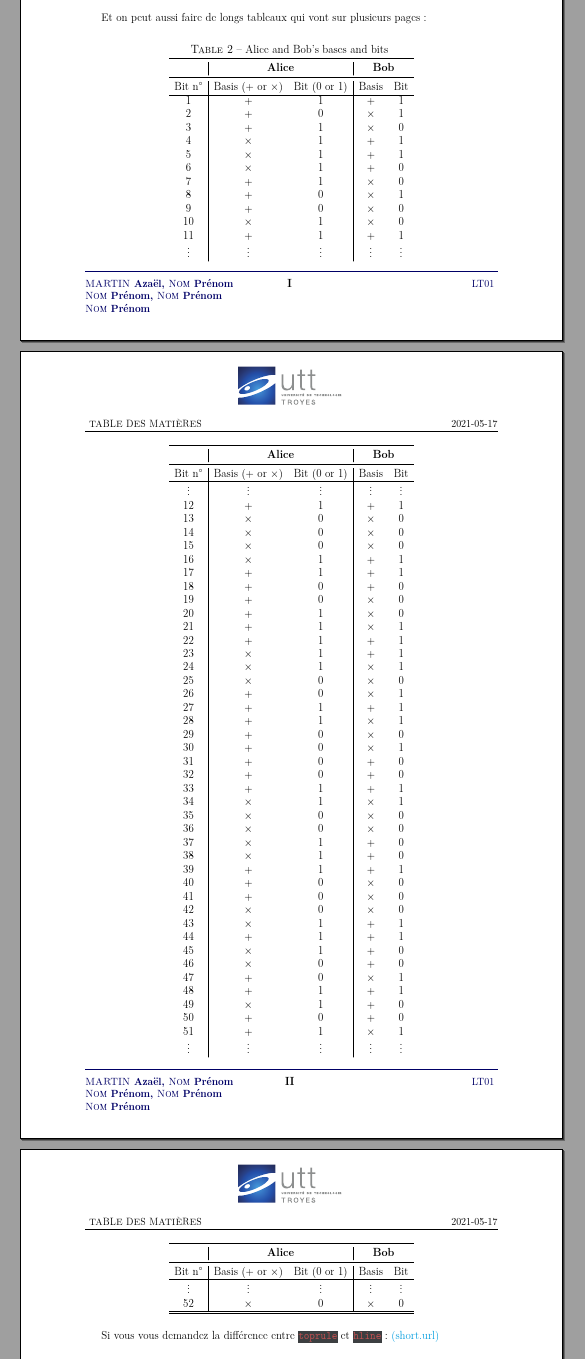 Et on peut aussi faire de longs tableaux qui vont sur plusieurs pages :
TABLE 2 – Alice and Bob's bases and bits
Alice Bob
Bit n° Basis (+ or ×) Bit (0 or 1) Basis Bit
1 + 1 + 1
2 + 0 × 1
3 + 1 × 0
4 × 1 + 1
5 × 1 + 1
6 × 1 + 0
7 + 1 × 0
8 + 0 × 1
9 + 0 × 0
10 × 1 × 0
11 + 1 + 1
⋮ ⋮ ⋮ ⋮ ⋮
MARTIN Azaël, NOM Prénom I LT01
NOM Prénom, NOM Prénom
NOM Prénom
utt
UNIVERSITÉ DE TECHNOLOGIE
TROYES
TABLE DES MATIÈRES 2021-05-17
Alice Bob
Bit n° Basis (+ or ×) Bit (0 or 1) Basis Bit
⋮ ⋮ ⋮ ⋮ ⋮
12 + 1 + 1
13 × 0 × 0
14 × 0 × 0
15 × 0 × 0
16 × 1 + 1
17 + 1 + 1
18 + 0 + 0
19 + 0 × 0
20 + 1 × 0
21 + 1 × 1
22 + 1 + 1
23 × 1 + 1
24 × 1 × 1
25 × 0 × 0
26 + 0 × 1
27 + 1 + 1
28 + 1 × 1
29 + 0 × 0
30 + 0 × 1
31 + 0 + 0
32 + 0 + 0
33 + 1 + 1
34 × 1 × 1
35 × 0 × 0
36 × 0 × 0
37 × 1 + 0
38 × 1 + 0
39 + 1 + 1
40 + 0 × 0
41 + 0 × 0
42 × 0 × 0
43 × 1 + 1
44 + 1 + 1
45 × 1 + 0
46 × 0 + 0
47 + 0 × 1
48 + 1 + 1
49 × 1 + 0
50 + 0 + 0
51 + 1 × 1
⋮ ⋮ ⋮ ⋮ ⋮
MARTIN Azaël, NOM Prénom II LT01
NOM Prénom, NOM Prénom
NOM Prénom
utt
UNIVERSITÉ DE TECHNOLOGIE
TROYES
TABLE DES MATIÈRES 2021-05-17
Alice Bob
Bit n° Basis (+ or ×) Bit (0 or 1) Basis Bit
⋮ ⋮ ⋮ ⋮ ⋮
52 × 0 × 0
Si vous vous demandez la différence entre toprule et hline : (short.url)